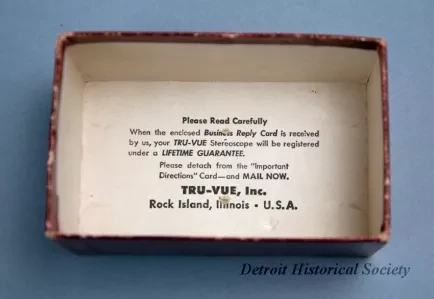 Please Read Carefully
When the enclosed Business Reply Card is received
by us, your TRU-VUE Stereoscope will be registered
under a LIFETIME GUARANTEE.
Please detach from the "Important
Directions" Card—and MAIL NOW.
TRU-VUE, Inc.
Rock Island, Illinois • U.S.A.
Detroit Historical Society